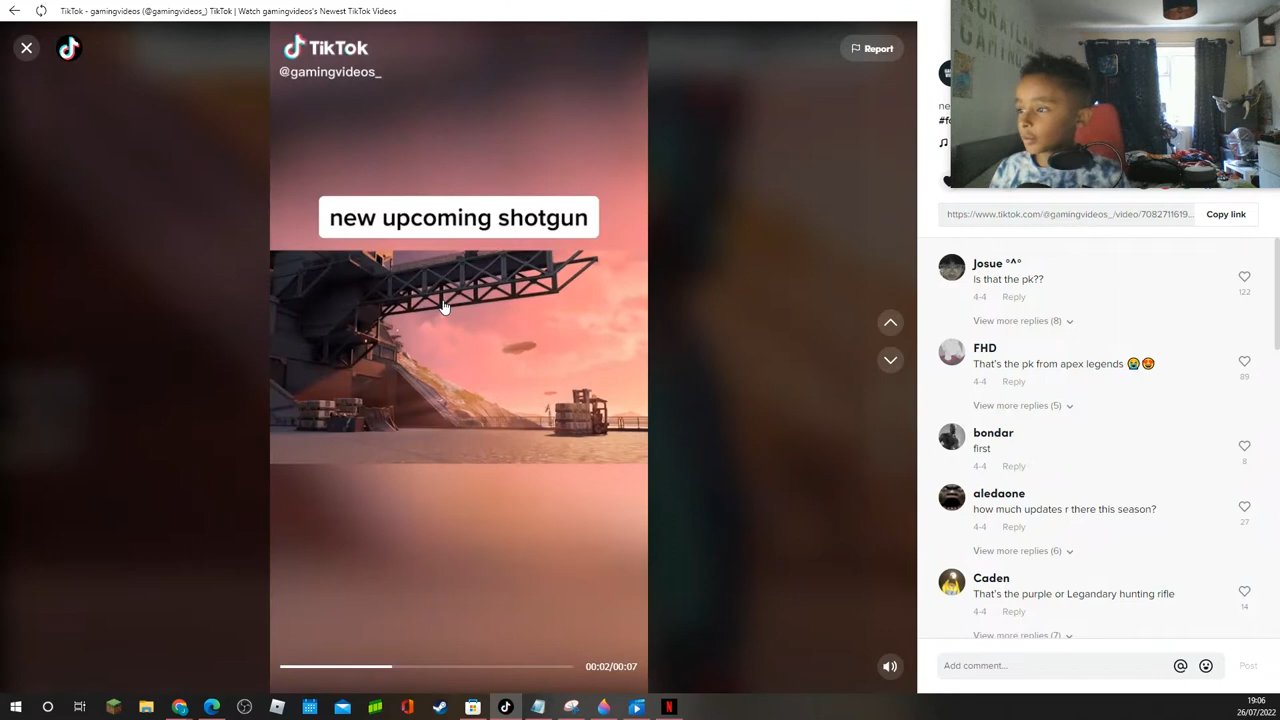 TikTok - gamingvideos (@gamingvideos_) TikTok | Watch gamingvideos's Newest TikTok Videos
TikTok
@gamingvideos_
Report
new upcoming shotgun
00:02/00:07
ne
#fo
https://www.tiktok.com/@gamingvideos_/video/7082711619...
Copy link
Josue °^°
is that the pk??
4-4 Reply
122
View more replies (8)
FHD
That's the pk from apex legends 😭🥵
4-4 Reply
89
View more replies (5)
bondar
first
4-4 Reply
8
aledaone
how much updates r there this season?
4-4 Reply
27
View more replies (6)
Caden
That's the purple or Legandary hunting rifle
4-4 Reply
14
View more replies (7)
Add comment...
Post
19:06
26/07/2022